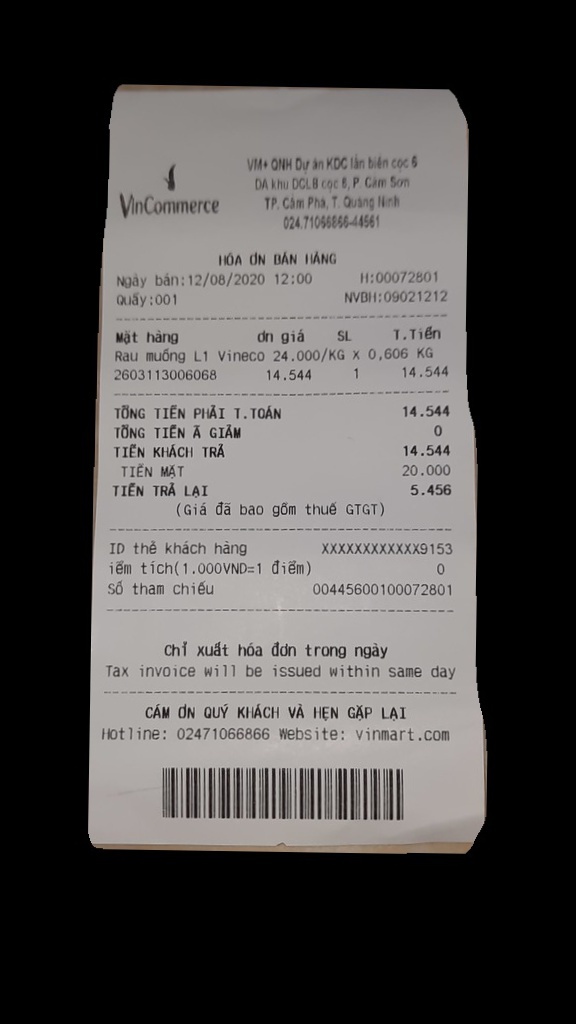 VinCommerce
VM+ QNH Dự án KDC lấn biển cọc 6
DA khu DCLB cọc 6, P. Cẩm Sơn
TP. Cẩm Phả, T. Quảng Ninh
024.71066866-44561
HÓA ƠN BÁN HÀNG
Ngày bán:12/08/2020 12:00 H:00072801
Quầy:001 NVBH:09021212
Mặt hàng ơn giá SL T.Tiền
Rau muống L1 Vineco 24.000/KG X 0,606 KG
2603113006068 14.544 1 14.544
TỔNG TIỀN PHẢI T.TOÁN 14.544
TỔNG TIỀN Ã GIẢM 0
TIỀN KHÁCH TRẢ 14.544
TIỀN MẶT 20.000
TIỀN TRẢ LẠI 5.456
(Giá đã bao gồm thuế GTGT)
ID thẻ khách hàng XXXXXXXXXXXX9153
iểm tích(1.000VND=1 điểm) 0
Số tham chiếu 00445600100072801
Chỉ xuất hóa đơn trong ngày
Tax invoice will be issued within same day
CẢM ƠN QUÝ KHÁCH VÀ HẸN GẶP LẠI
Hotline: 02471066866 Website: vinmart.com